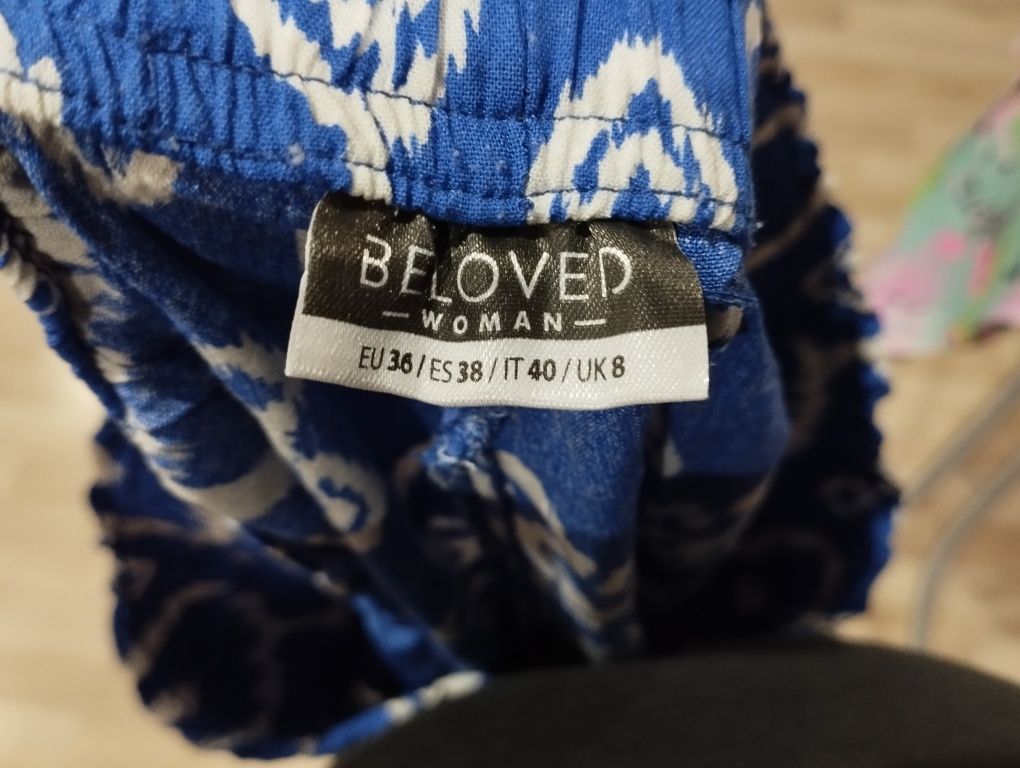 BELOVED
—WOMAN—
EU 36 / ES 38 / IT 40 / UK 8